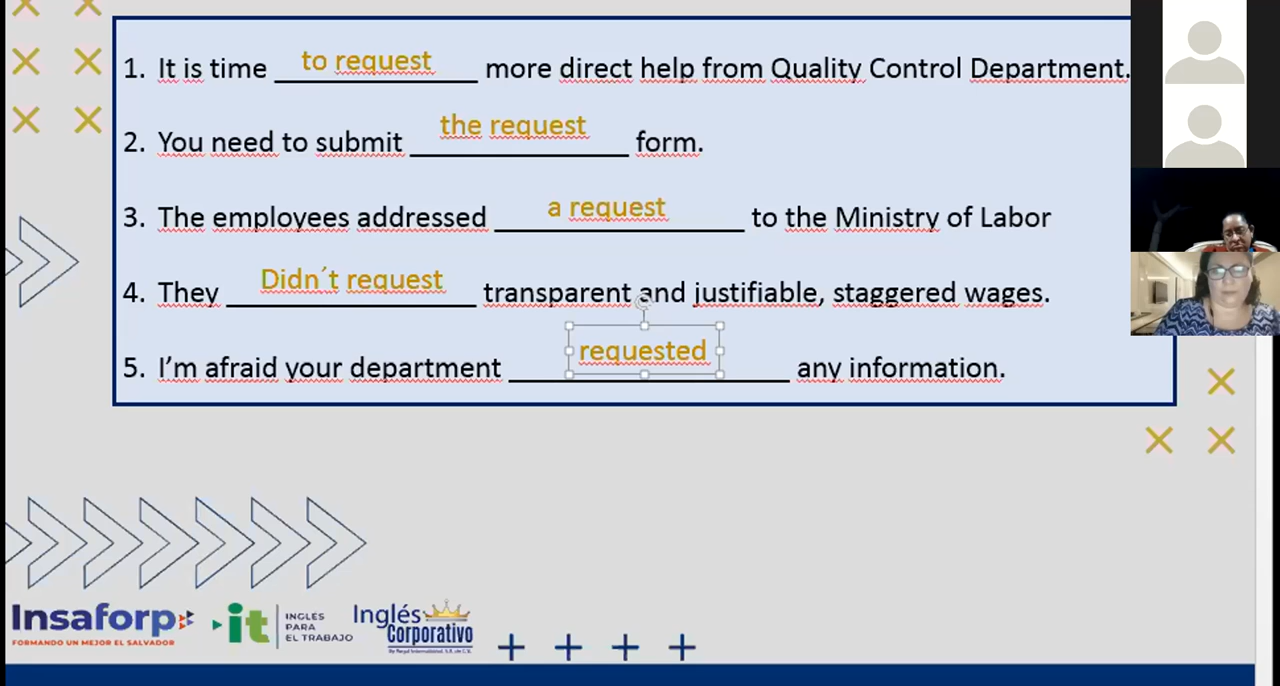 1. It is time to request more direct help from Quality Control Department.
2. You need to submit the request form.
3. The employees addressed a request to the Ministry of Labor
4. They Didn´t request transparent and justifiable, staggered wages.
5. I'm afraid your department requested any information.
Insaforp
FORMANDO UN MEJOR EL SALVADOR
it
INGLÉS
PARA
EL TRABAJO
Inglés
Corporativo